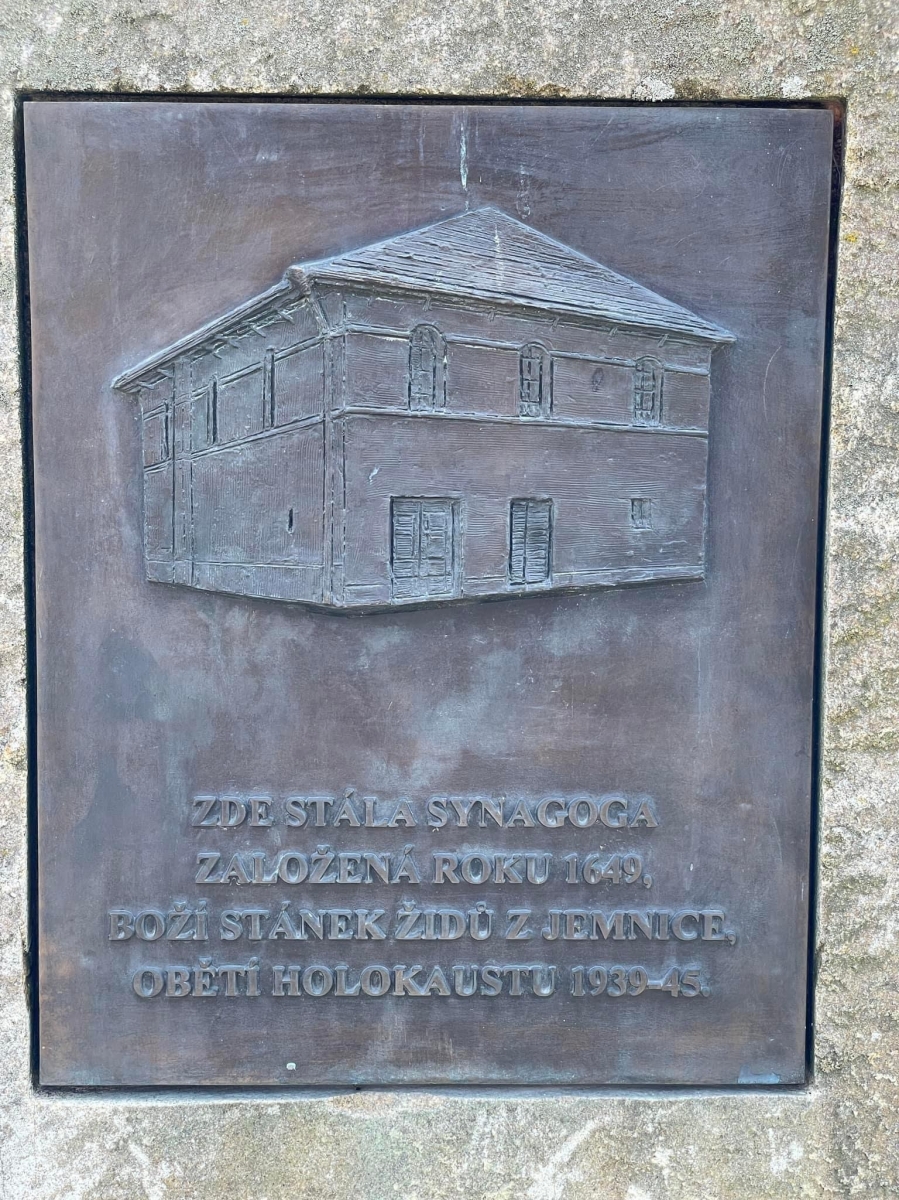 ZDE STÁLA SYNAGOGA
ZALOŽENÁ ROKU 1649,
BOŽÍ STÁNEK ŽIDŮ Z JEMNICE,
OBĚTÍ HOLOKAUSTU 1939-45.